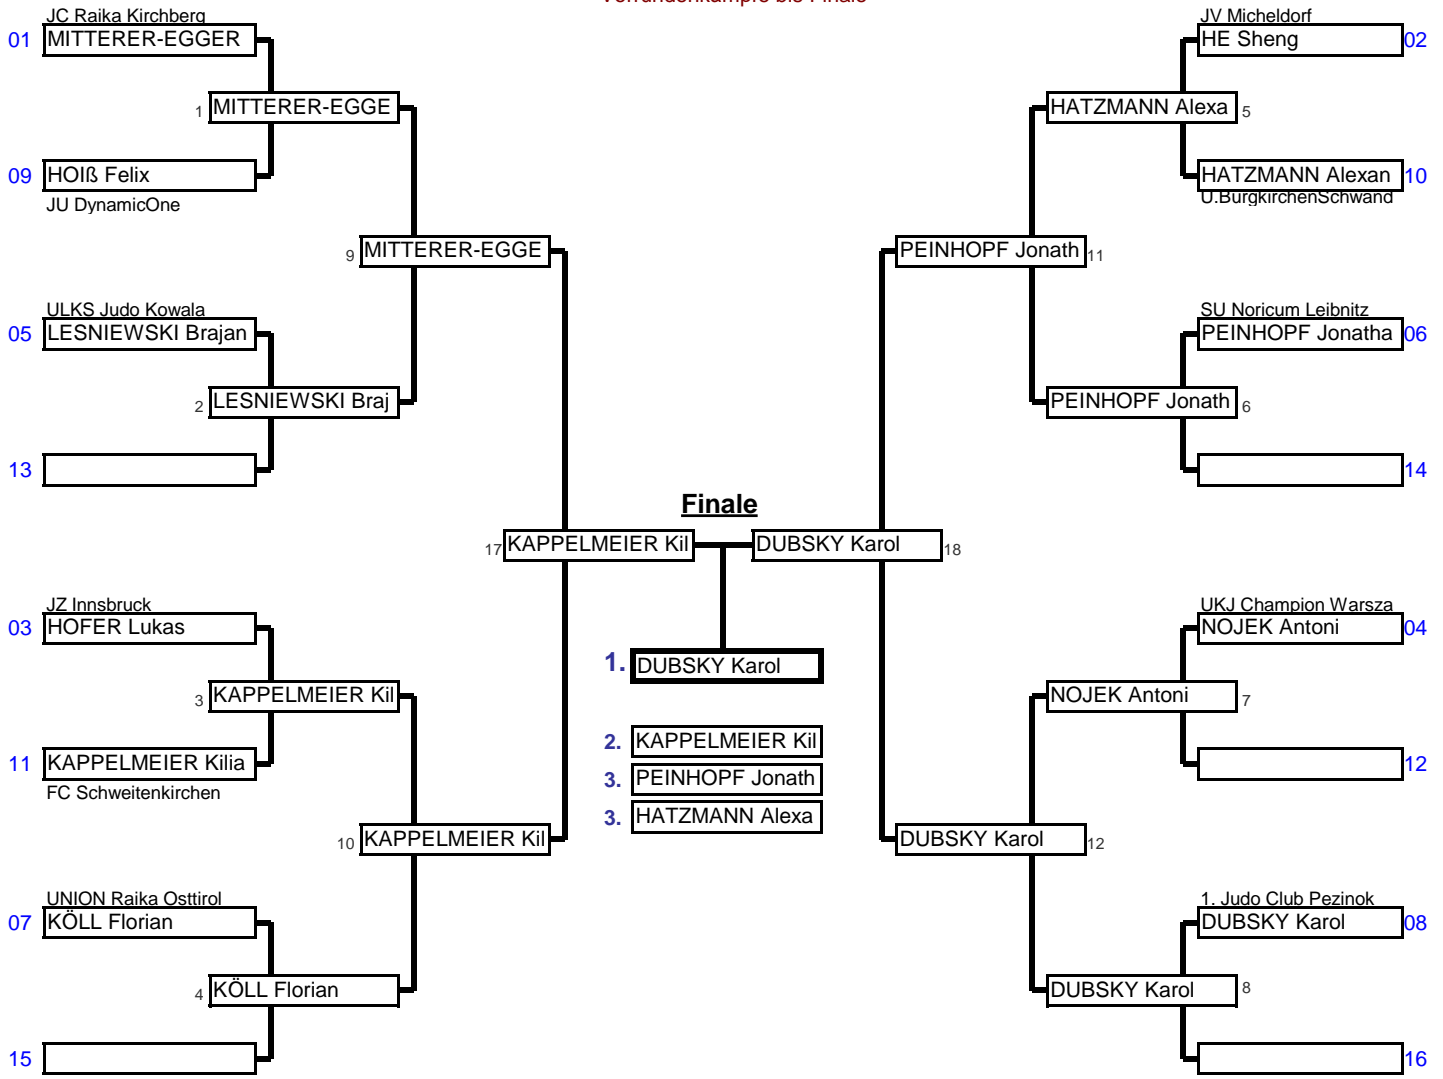 Vorrundenkämpfe bis Finale
JC Raika Kirchberg
01 MITTERER-EGGER
1 MITTERER-EGGE
09 HOIß Felix
JU DynamicOne
9 MITTERER-EGGE
ULKS Judo Kowala
05 LESNIEWSKI Brajan
2 LESNIEWSKI Braj
13
17 KAPPELMEIER Kil
JZ Innsbruck
03 HOFER Lukas
3 KAPPELMEIER Kil
11 KAPPELMEIER Kilia
FC Schweitenkirchen
10 KAPPELMEIER Kil
UNION Raika Osttirol
07 KÖLL Florian
4 KÖLL Florian
15
Finale
1. DUBSKY Karol
2. KAPPELMEIER Kil
3. PEINHOPF Jonath
3. HATZMANN Alexa
JV Micheldorf
HE Sheng 02
HATZMANN Alexa 5
HATZMANN Alexan 10
U.BurgkirchenSchwand
PEINHOPF Jonath 11
SU Noricum Leibnitz
PEINHOPF Jonatha 06
PEINHOPF Jonath 6
14
DUBSKY Karol 18
UKJ Champion Warsza
NOJEK Antoni 04
NOJEK Antoni 7
12
DUBSKY Karol 12
1. Judo Club Pezinok
DUBSKY Karol 08
DUBSKY Karol 8
16